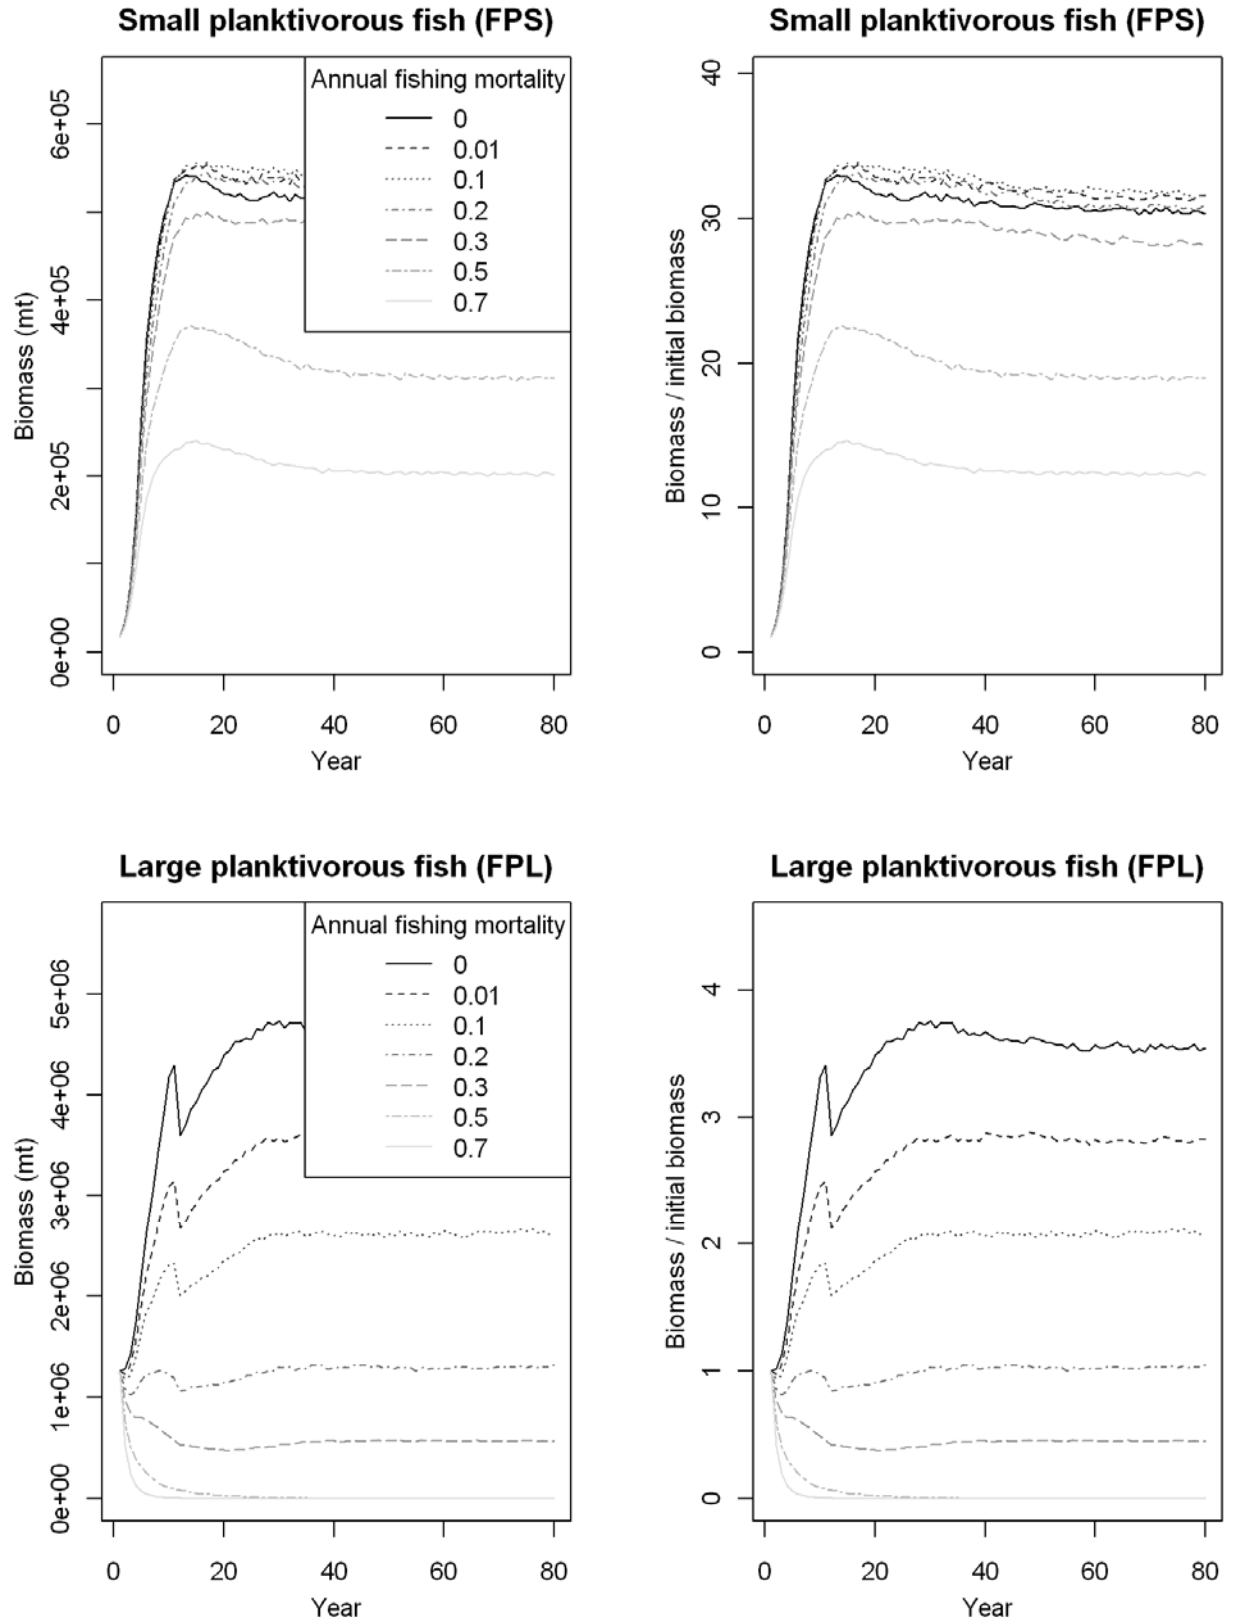 Small planktivorous fish (FPS)
Biomass (mt)
6e+05
4e+05
2e+05
0e+00
Annual fishing mortality
0
0.01
0.1
0.2
0.3
0.5
0.7
0 20 40 60 80
Year
Small planktivorous fish (FPS)
Biomass / initial biomass
40
30
20
10
0
0 20 40 60 80
Year
Large planktivorous fish (FPL)
Biomass (mt)
5e+06
4e+06
3e+06
2e+06
1e+06
0e+00
Annual fishing mortality
0
0.01
0.1
0.2
0.3
0.5
0.7
0 20 40 60 80
Year
Large planktivorous fish (FPL)
Biomass / initial biomass
4
3
2
1
0
0 20 40 60 80
Year